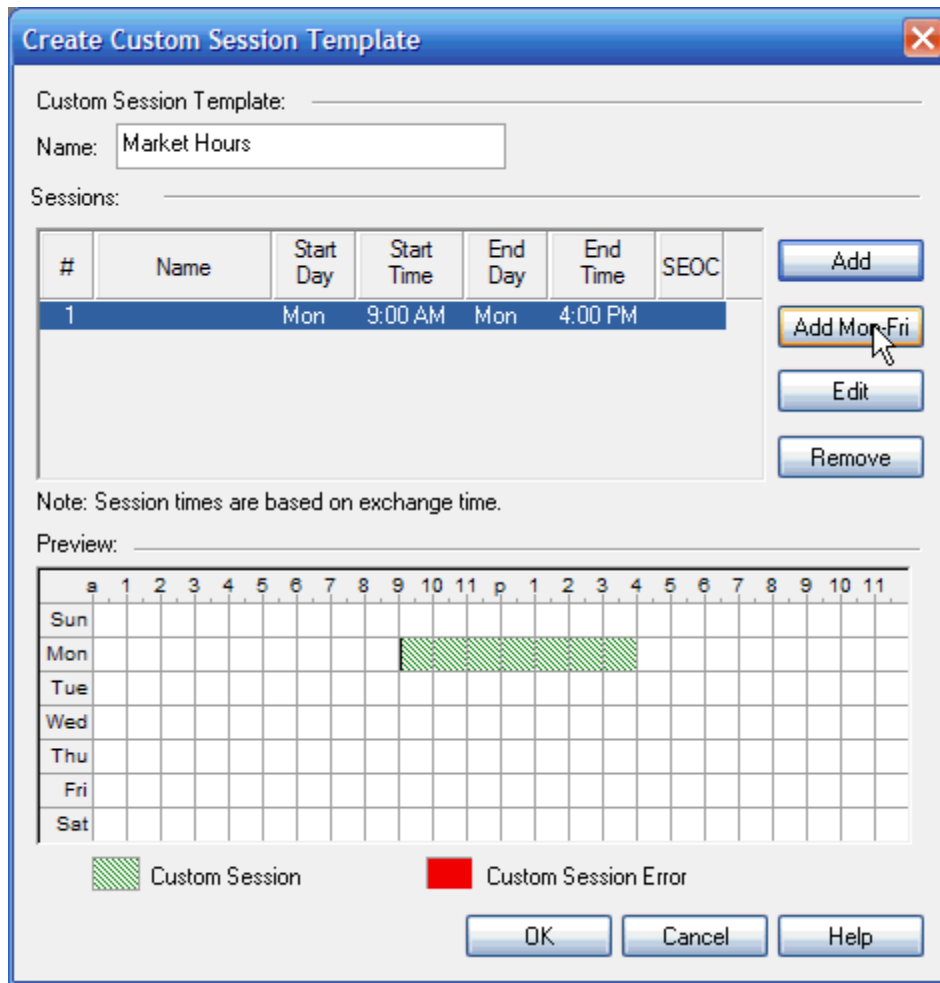 Create Custom Session Template
Custom Session Template:
Name: Market Hours
Sessions:
# Name Start Day Start Time End Day End Time SEOC
1 Mon 9:00 AM Mon 4:00 PM
Add
Add Mon-Fri
Edit
Remove
Note: Session times are based on exchange time.
Preview:
a 1 2 3 4 5 6 7 8 9 10 11 p 1 2 3 4 5 6 7 8 9 10 11
Sun
Mon
Tue
Wed
Thu
Fri
Sat
Custom Session Custom Session Error
OK Cancel Help